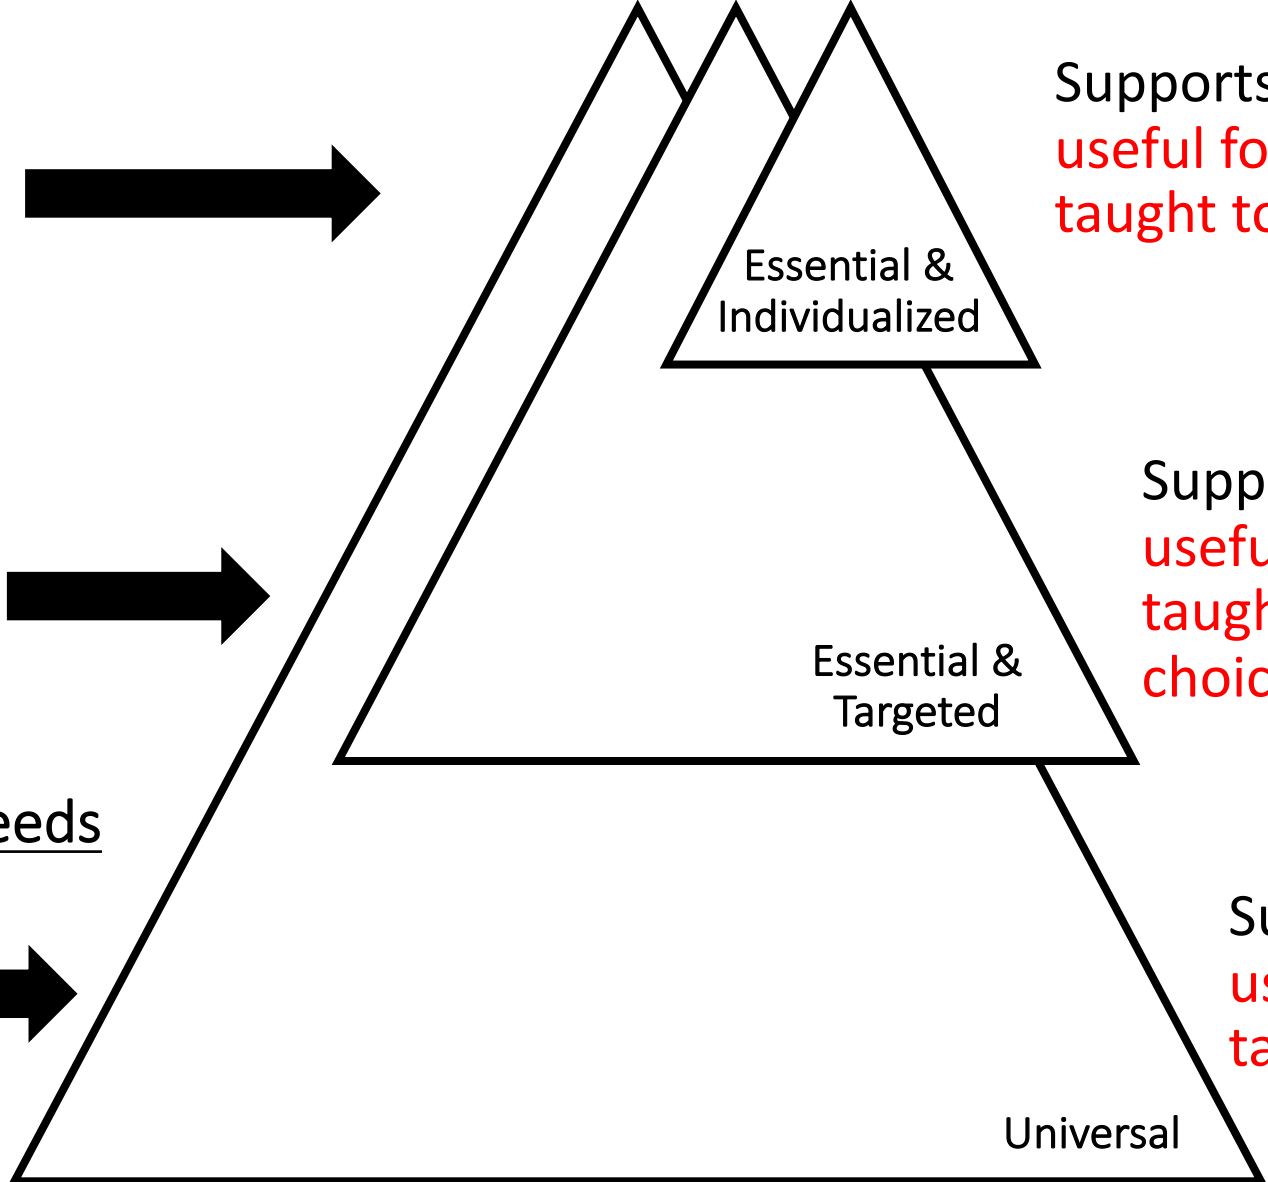 Supports
useful fo
taught to
Essential &
Individualized
Supp
usefu
taugh
choic
Essential &
Targeted
eeds
Su
us
ta
Universal